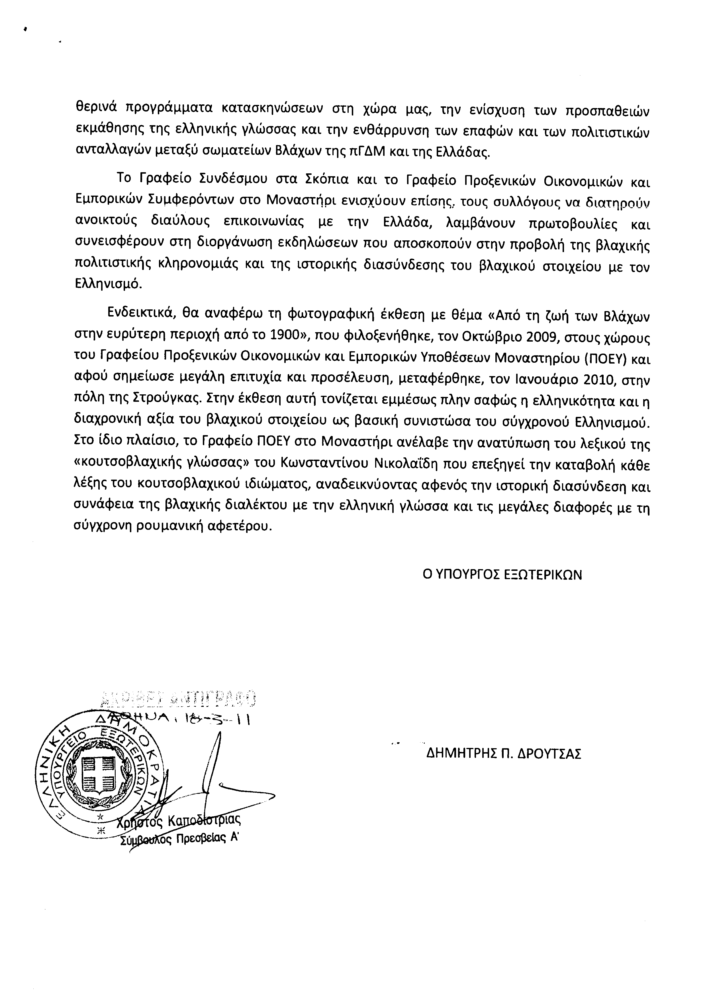 θερινά προγράμματα κατασκηνώσεων στη χώρα μας, την ενίσχυση των προσπαθειών
εκμάθησης της ελληνικής γλώσσας και την ενθάρρυνση των επαφών και των πολιτιστικών
ανταλλαγών μεταξύ σωματείων Βλάχων της πΓΔΜ και της Ελλάδας.
Το Γραφείο Συνδέσμου στα Σκόπια και το Γραφείο Προξενικών Οικονομικών και
Εμπορικών Συμφερόντων στο Μοναστήρι ενισχύουν επίσης, τους συλλόγους να διατηρούν
ανοικτούς διαύλους επικοινωνίας με την Ελλάδα, λαμβάνουν πρωτοβουλίες και
συνεισφέρουν στη διοργάνωση εκδηλώσεων που αποσκοπούν στην προβολή της βλαχικής
πολιτιστικής κληρονομιάς και της ιστορικής διασύνδεσης του βλαχικού στοιχείου με τον
Ελληνισμό.
Ενδεικτικά, θα αναφέρω τη φωτογραφική έκθεση με θέμα «Από τη ζωή των Βλάχων
στην ευρύτερη περιοχή από το 1900», που φιλοξενήθηκε, τον Οκτώβριο 2009, στους χώρους
του Γραφείου Προξενικών Οικονομικών και Εμπορικών Υποθέσεων Μοναστηρίου (ΠΟΕΥ) και
αφού σημείωσε μεγάλη επιτυχία και προσέλευση, μεταφέρθηκε, τον Ιανουάριο 2010, στην
πόλη της Στρούγκας. Στην έκθεση αυτή τονίζεται εμμέσως πλην σαφώς η ελληνικότητα και η
διαχρονική αξία του βλαχικού στοιχείου ως βασική συνιστώσα του σύγχρονού Ελληνισμού.
Στο ίδιο πλαίσιο, το Γραφείο ΠΟΕΥ στο Μοναστήρι ανέλαβε την ανατύπωση του λεξικού της
«κουτσοβλαχικής γλώσσας» του Κωνσταντίνου Νικολαΐδη που επεξηγεί την καταβολή κάθε
λέξης του κουτσοβλαχικού ιδιώματος, αναδεικνύοντας αφενός την ιστορική διασύνδεση και
συνάφεια της βλαχικής διαλέκτου με την ελληνική γλώσσα και τις μεγάλες διαφορές με τη
σύγχρονη ρουμανική αφετέρου.
Ο ΥΠΟΥΡΓΟΣ ΕΞΩΤΕΡΙΚΩΝ
ΕΛΛΗΝΙΚΗ ΔΗΜΟΚΡΑΤΙΑ
ΥΠΟΥΡΓΕΙΟ ΕΞΩΤΕΡΙΚΩΝ
ΔΗΜΗΤΡΗΣ Π. ΔΡΟΥΤΣΑΣ
Χρήστος Καποδίστριας
Σύμβουλος Πρεσβείας Α'